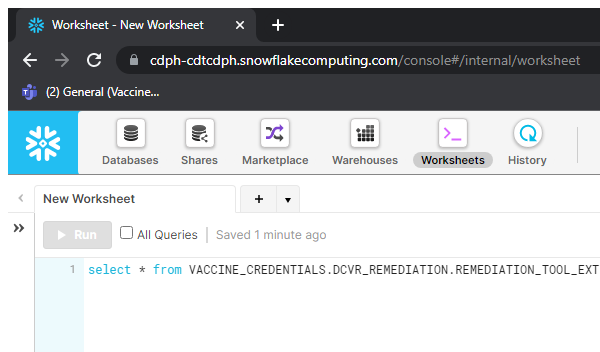 Worksheet - New Worksheet
cdph-cdtcdph.snowflakecomputing.com/console#/internal/worksheet
(2) General (Vaccine...
Databases Shares Marketplace Warehouses Worksheets History
New Worksheet
Run All Queries Saved 1 minute ago
1 select * from VACCINE_CREDENTIALS.DCVR_REMEDIATION.REMEDIATION_TOOL_EXT